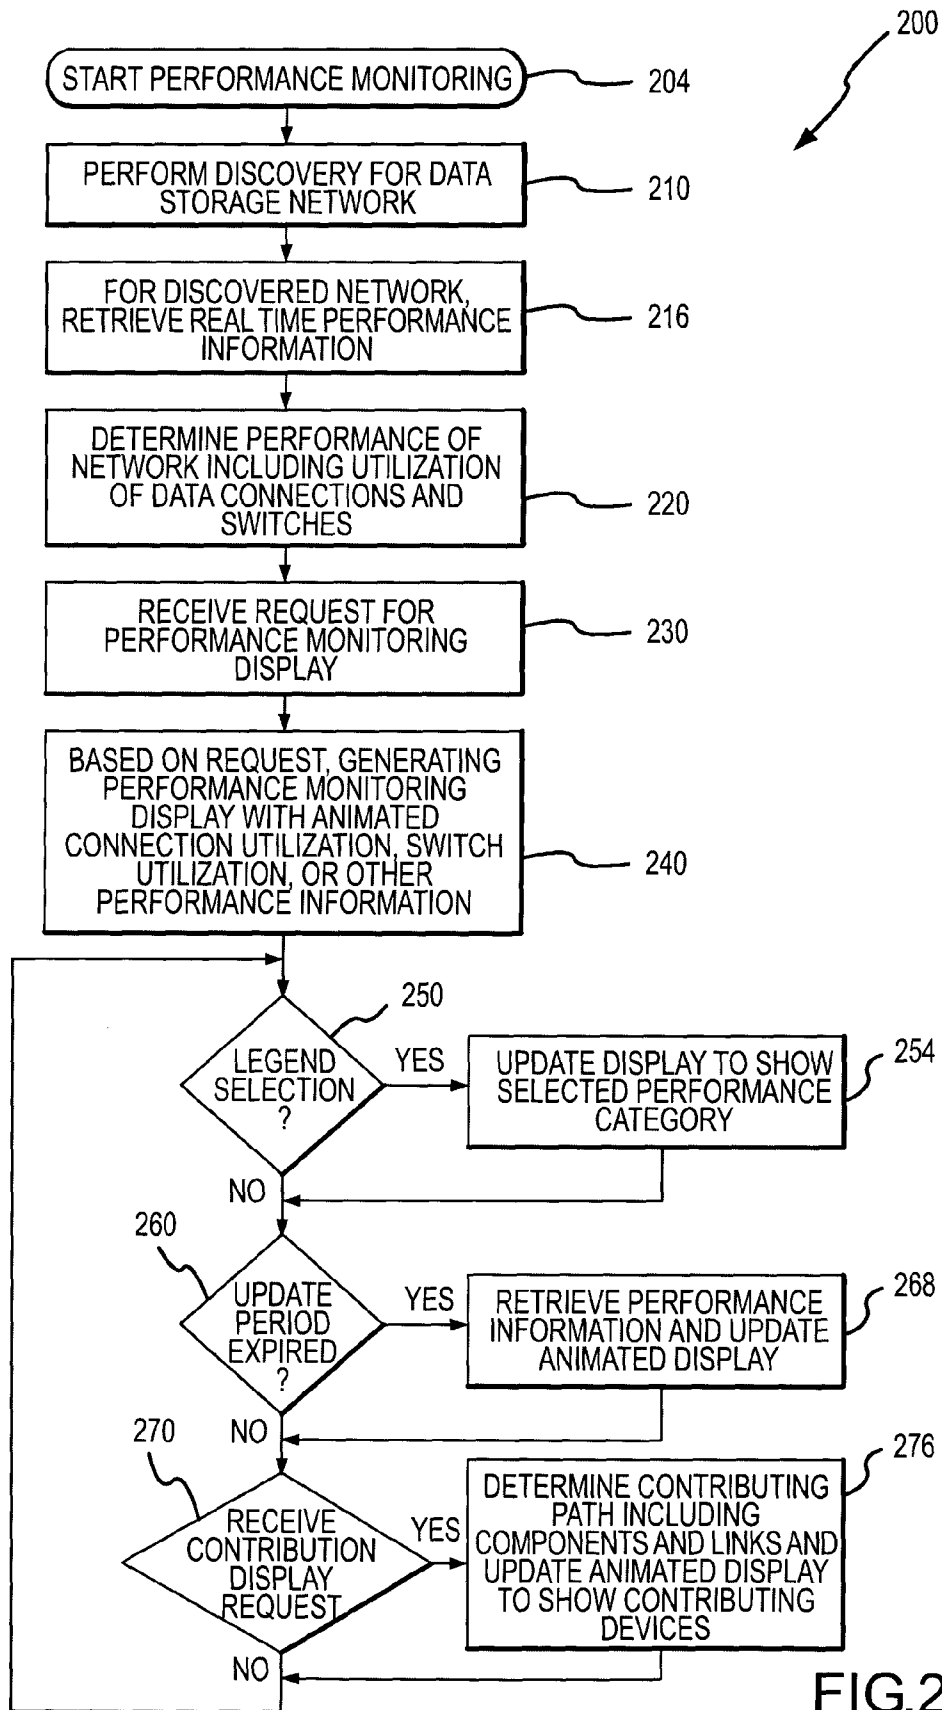 200
START PERFORMANCE MONITORING
204
PERFORM DISCOVERY FOR DATA
STORAGE NETWORK
210
FOR DISCOVERED NETWORK,
RETRIEVE REAL TIME PERFORMANCE
INFORMATION
216
DETERMINE PERFORMANCE OF
NETWORK INCLUDING UTILIZATION
OF DATA CONNECTIONS AND
SWITCHES
220
RECEIVE REQUEST FOR
PERFORMANCE MONITORING
DISPLAY
230
BASED ON REQUEST, GENERATING
PERFORMANCE MONITORING
DISPLAY WITH ANIMATED
CONNECTION UTILIZATION, SWITCH
UTILIZATION, OR OTHER
PERFORMANCE INFORMATION
240
250
LEGEND
SELECTION
?
YES
UPDATE DISPLAY TO SHOW
SELECTED PERFORMANCE
CATEGORY
254
NO
260
UPDATE
PERIOD
EXPIRED
?
YES
RETRIEVE PERFORMANCE
INFORMATION AND UPDATE
ANIMATED DISPLAY
268
NO
270
RECEIVE
CONTRIBUTION
DISPLAY
REQUEST
YES
DETERMINE CONTRIBUTING
PATH INCLUDING
COMPONENTS AND LINKS AND
UPDATE ANIMATED DISPLAY
TO SHOW CONTRIBUTING
DEVICES
276
NO
FIG.2